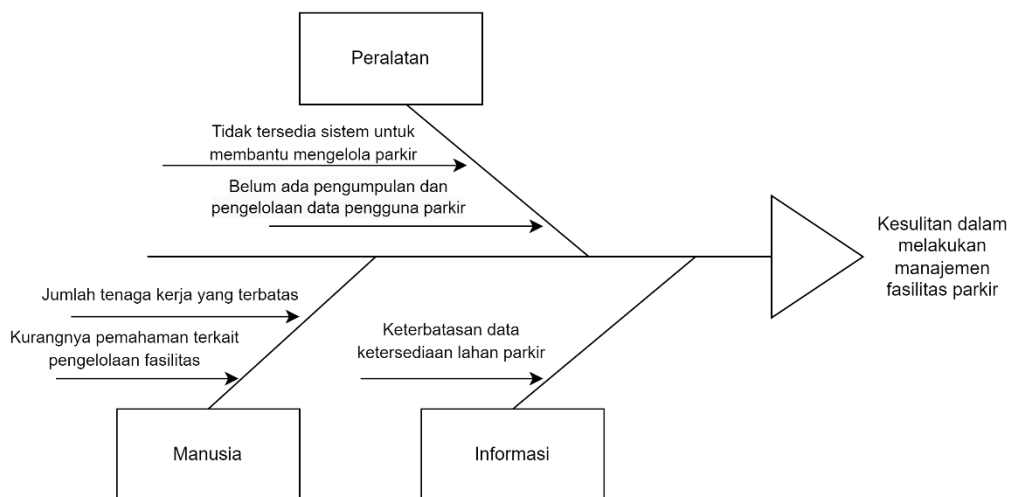 Peralatan
Tidak tersedia sistem untuk
membantu mengelola parkir
Belum ada pengumpulan dan
pengelolaan data pengguna parkir
Kesulitan dalam
melakukan
manajemen
fasilitas parkir
Jumlah tenaga kerja yang terbatas
Kurangnya pemahaman terkait
pengelolaan fasilitas
Keterbatasan data
ketersediaan lahan parkir
Manusia
Informasi